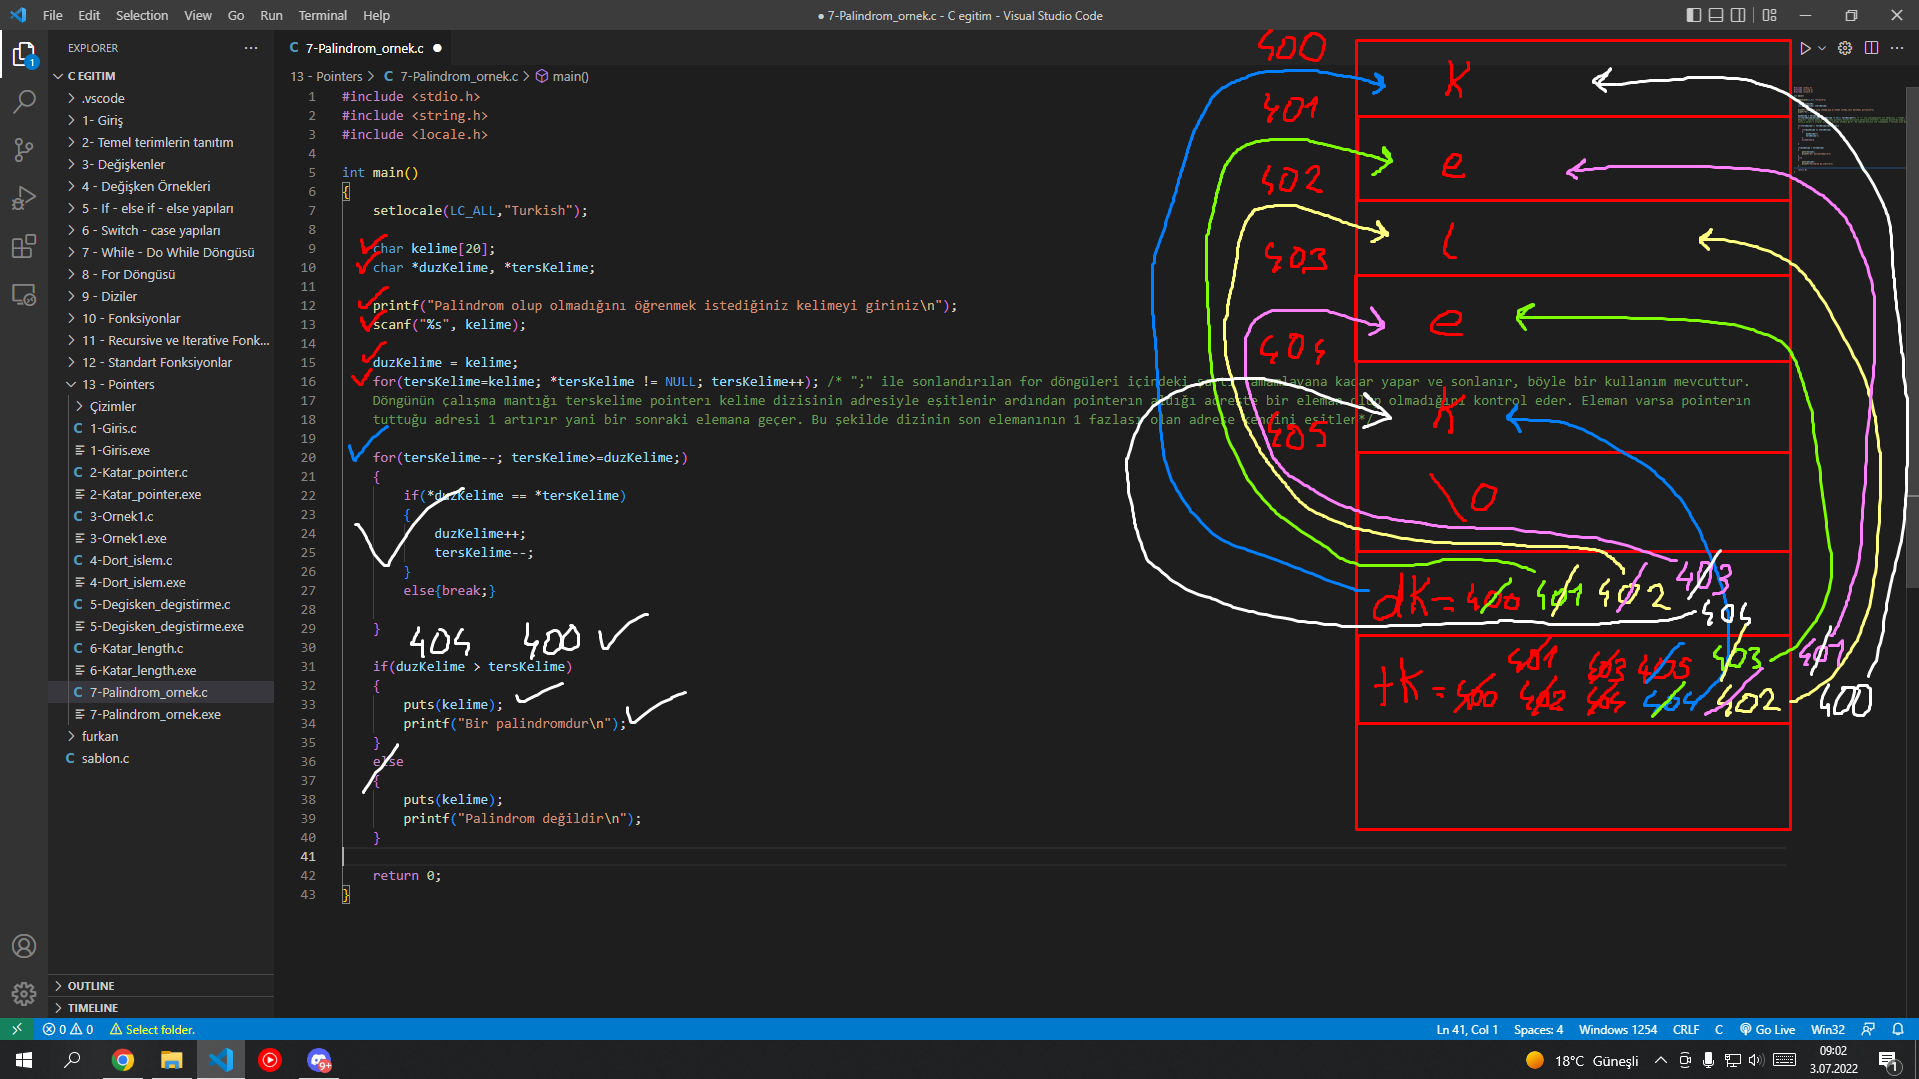 File Edit Selection View Go Run Terminal Help
● 7-Palindrom_ornek.c - C egitim - Visual Studio Code
EXPLORER
C EGITIM
.vscode
1- Giriş
2- Temel terimlerin tanıtım
3- Değişkenler
4 - Değişken Örnekleri
5 - If - else if - else yapıları
6 - Switch - case yapıları
7 - While - Do While Döngüsü
8 - For Döngüsü
9 - Diziler
10 - Fonksiyonlar
11 - Recursive ve Iterative Fonk...
12 - Standart Fonksiyonlar
13 - Pointers
Çizimler
C 1-Giris.c
1-Giris.exe
C 2-Katar_pointer.c
2-Katar_pointer.exe
C 3-Ornek1.c
3-Ornek1.exe
C 4-Dort_islem.c
4-Dort_islem.exe
C 5-Degisken_degistirme.c
5-Degisken_degistirme.exe
C 6-Katar_length.c
6-Katar_length.exe
C 7-Palindrom_ornek.c
7-Palindrom_ornek.exe
furkan
C sablon.c
OUTLINE
TIMELINE
C 7-Palindrom_ornek.c ●
13 - Pointers > C 7-Palindrom_ornek.c > main()
1 #include <stdio.h>
2 #include <string.h>
3 #include <locale.h>
4
5 int main()
6 {
7 setlocale(LC_ALL,"Turkish");
8
9 char kelime[20];
10 char *duzKelime, *tersKelime;
11
12 printf("Palindrom olup olmadığını öğrenmek istediğiniz kelimeyi giriniz\n");
13 scanf("%s", kelime);
14
15 duzKelime = kelime;
16 for(tersKelime=kelime; *tersKelime != NULL; tersKelime++); /* ";" ile sonlandırılan for döngüleri içindeki tamamlayana kadar yapar ve sonlanır, böyle bir kullanım mevcuttur.
17 Döngünün çalışma mantığı terskelime pointerı kelime dizisinin adresiyle eşitlenir ardından pointerın aldığı adreste bir eleman olup olmadığını kontrol eder. Eleman varsa pointerın
18 tuttuğu adresi 1 artırır yani bir sonraki elemana geçer. Bu şekilde dizinin son elemanının 1 fazlası olan adrese kendini eşitler*/
19
20 for(tersKelime--; tersKelime>=duzKelime;)
21 {
22 if(*duzKelime == *tersKelime)
23 {
24 duzKelime++;
25 tersKelime--;
26 }
27 else{break;}
28
29 }
404 400
30
31 if(duzKelime > tersKelime)
32 {
33 puts(kelime);
34 printf("Bir palindromdur\n");
35 }
36 else
37 {
38 puts(kelime);
39 printf("Palindrom değildir\n");
40 }
41
42 return 0;
43 }
400 K
401 e
402 l
403 e
404 K
405 \0
dK= 400 401 402 403
404
401 403 405 403 401
tK= 400 402 404 404 402 400
1
0 0 Select folder.
Ln 41, Col 1 Spaces: 4 Windows 1254 CRLF C Go Live Win32
9+
18°C Güneşli
09:02
3.07.2022
1